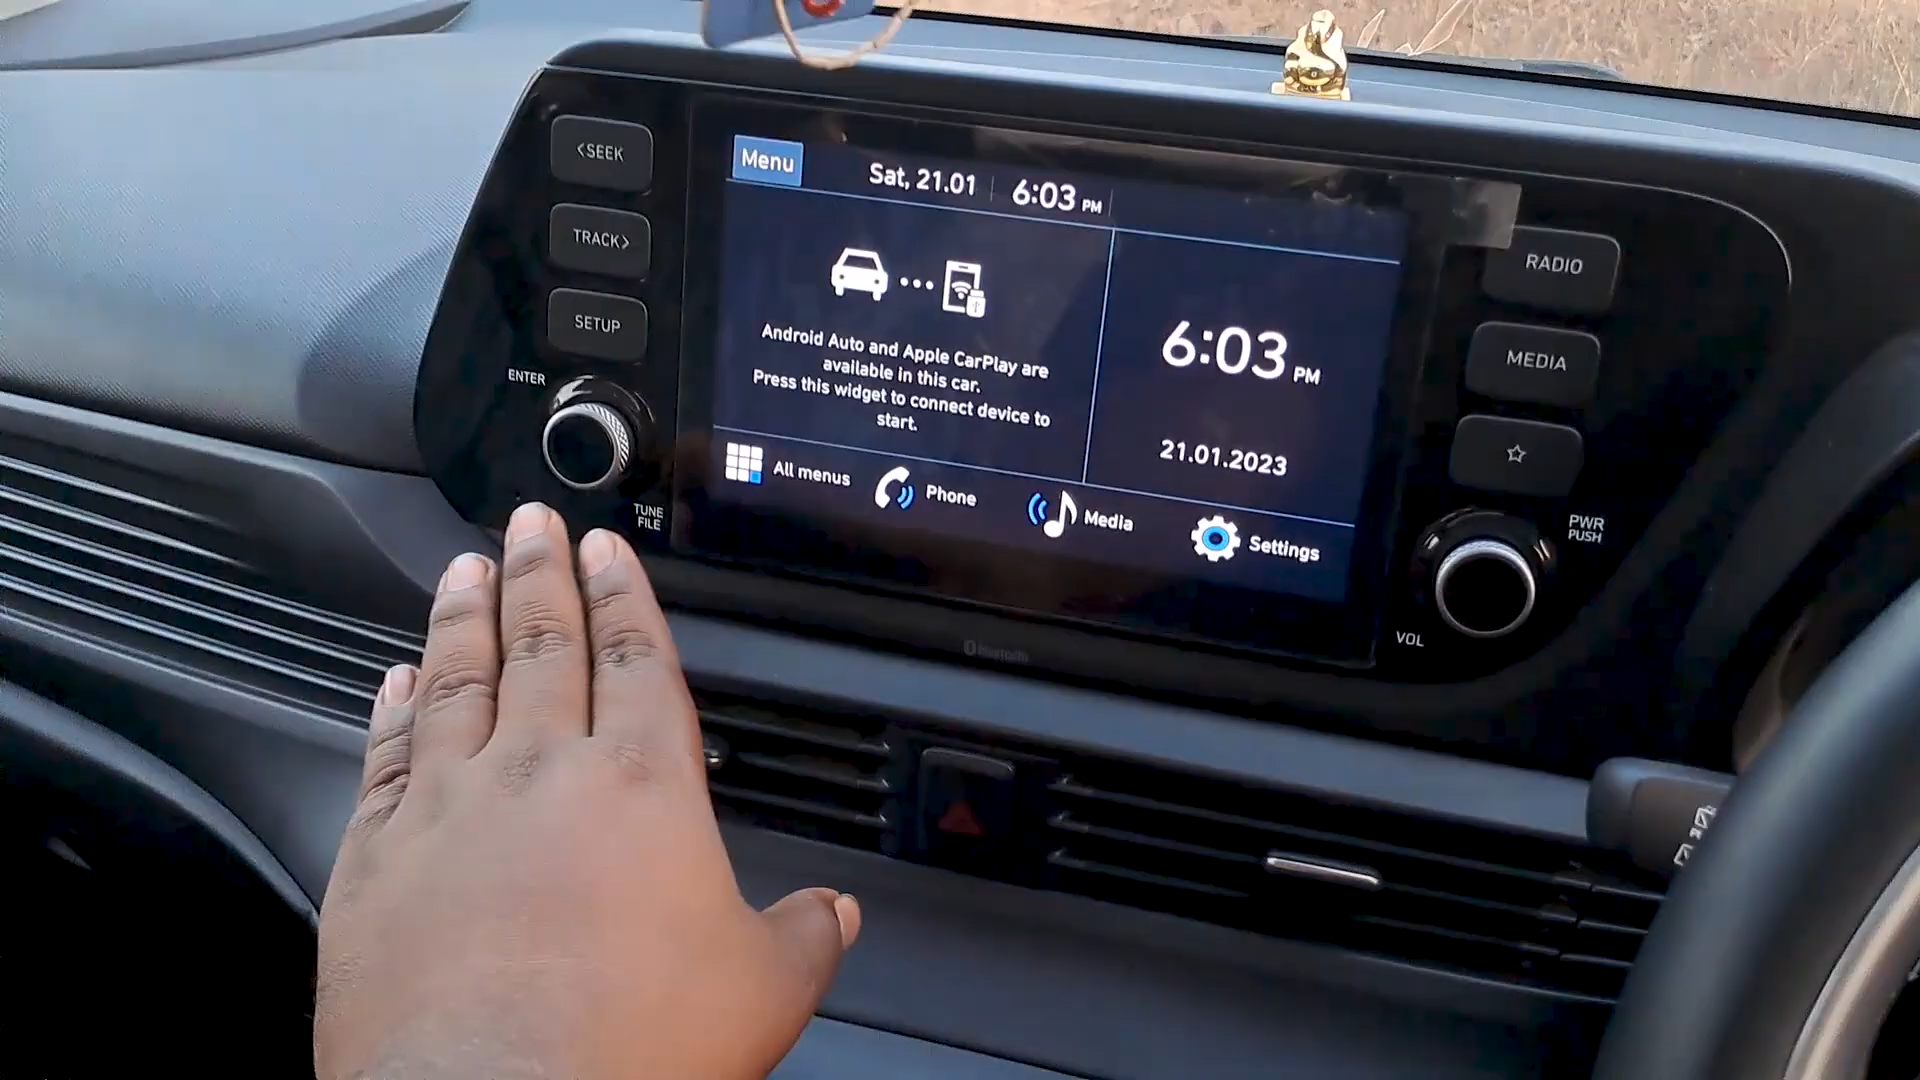 <SEEK
TRACK>
SETUP
ENTER
TUNE
FILE
Menu
Sat, 21.01
6:03 PM
Android Auto and Apple CarPlay are
available in this car.
Press this widget to connect device to
start.
6:03 PM
21.01.2023
All menus
Phone
Media
Settings
Bluetooth
RADIO
MEDIA
PWR
PUSH
VOL